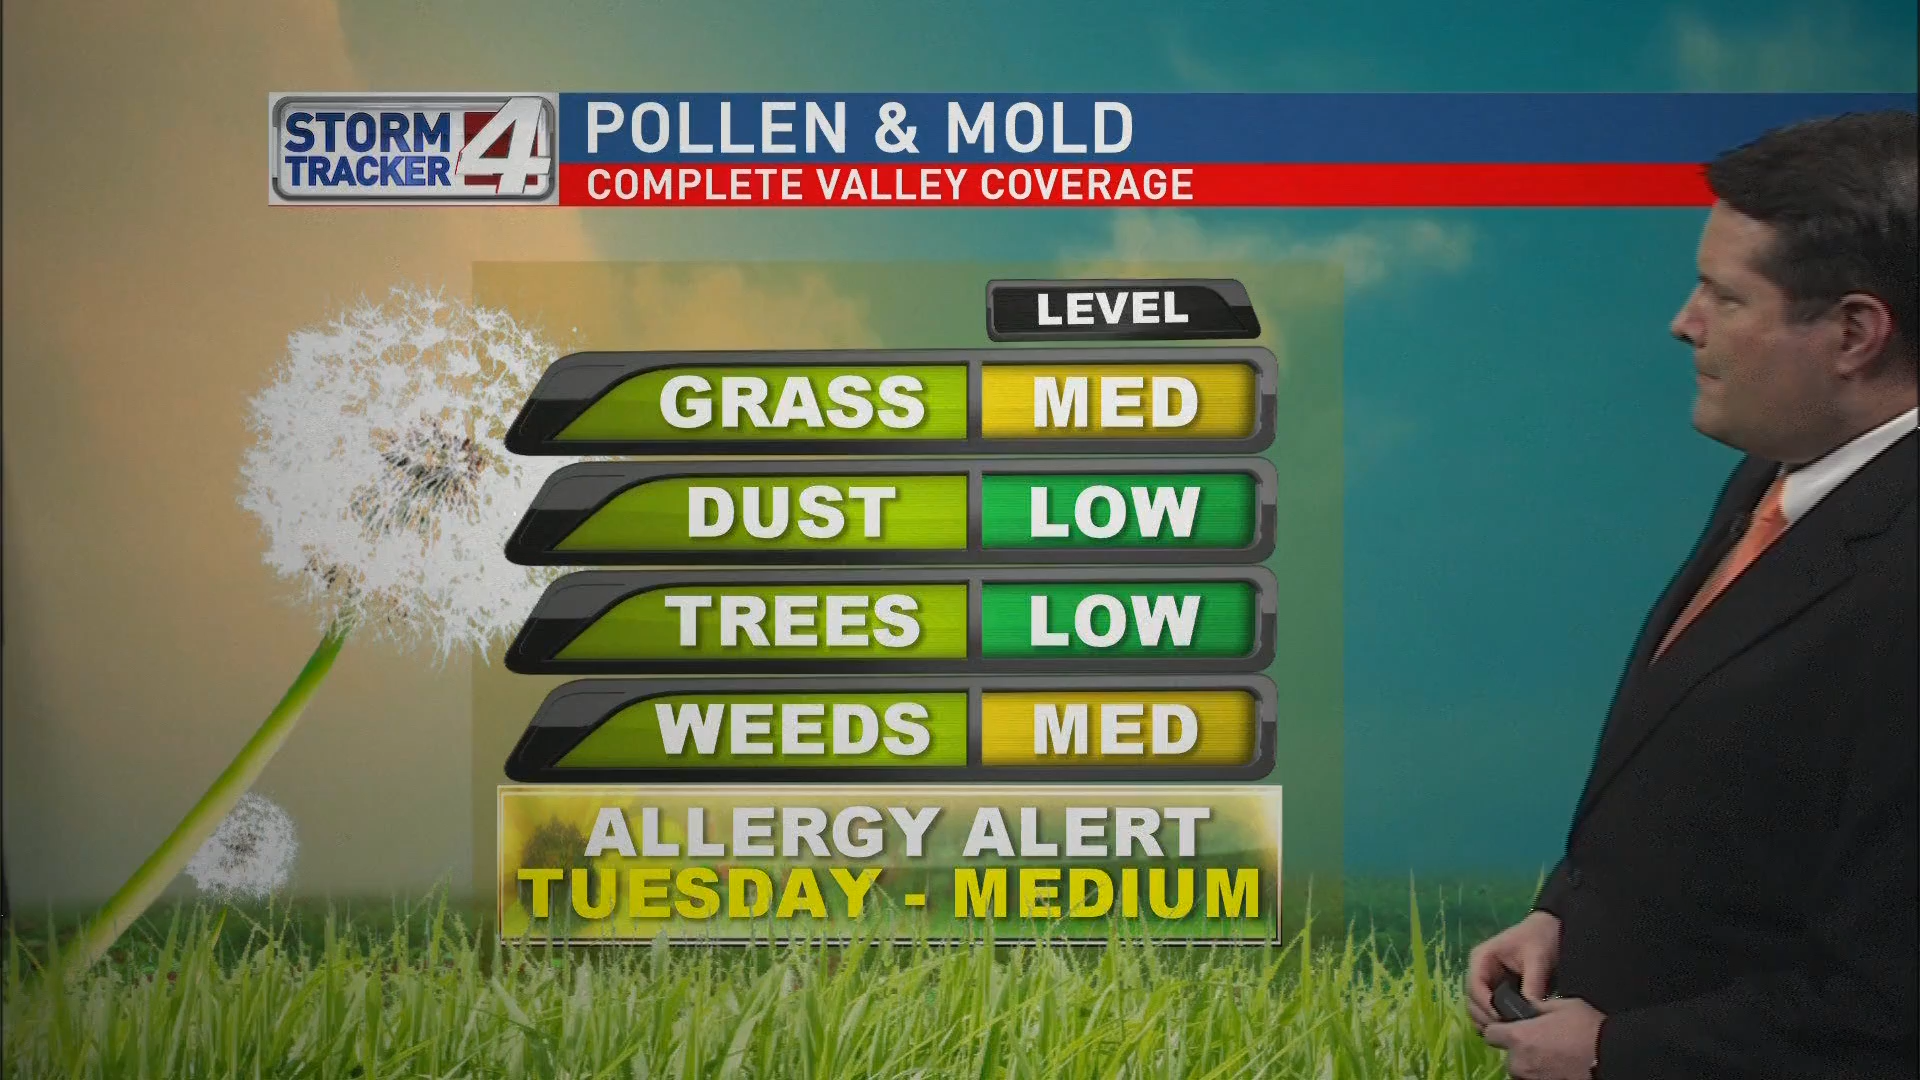 STORM TRACKER 4
POLLEN & MOLD
COMPLETE VALLEY COVERAGE
LEVEL
GRASS MED
DUST LOW
TREES LOW
WEEDS MED
ALLERGY ALERT
TUESDAY - MEDIUM